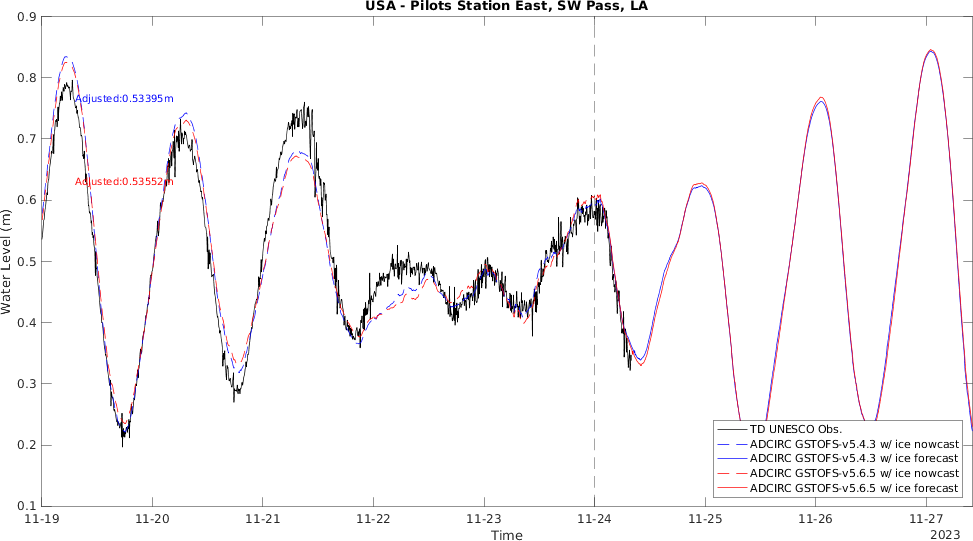 USA - Pilots Station East, SW Pass, LA
0.9
0.8
0.7
0.6
0.5
0.4
0.3
0.2
0.1
Water Level (m)
Adjusted:0.53395m
Adjusted:0.53552m
TD UNESCO Obs.
ADCIRC GSTOFS-v5.4.3 w/ ice nowcast
ADCIRC GSTOFS-v5.4.3 w/ ice forecast
ADCIRC GSTOFS-v5.6.5 w/ ice nowcast
ADCIRC GSTOFS-v5.6.5 w/ ice forecast
11-19 11-20 11-21 11-22 11-23 11-24 11-25 11-26 11-27
Time
2023